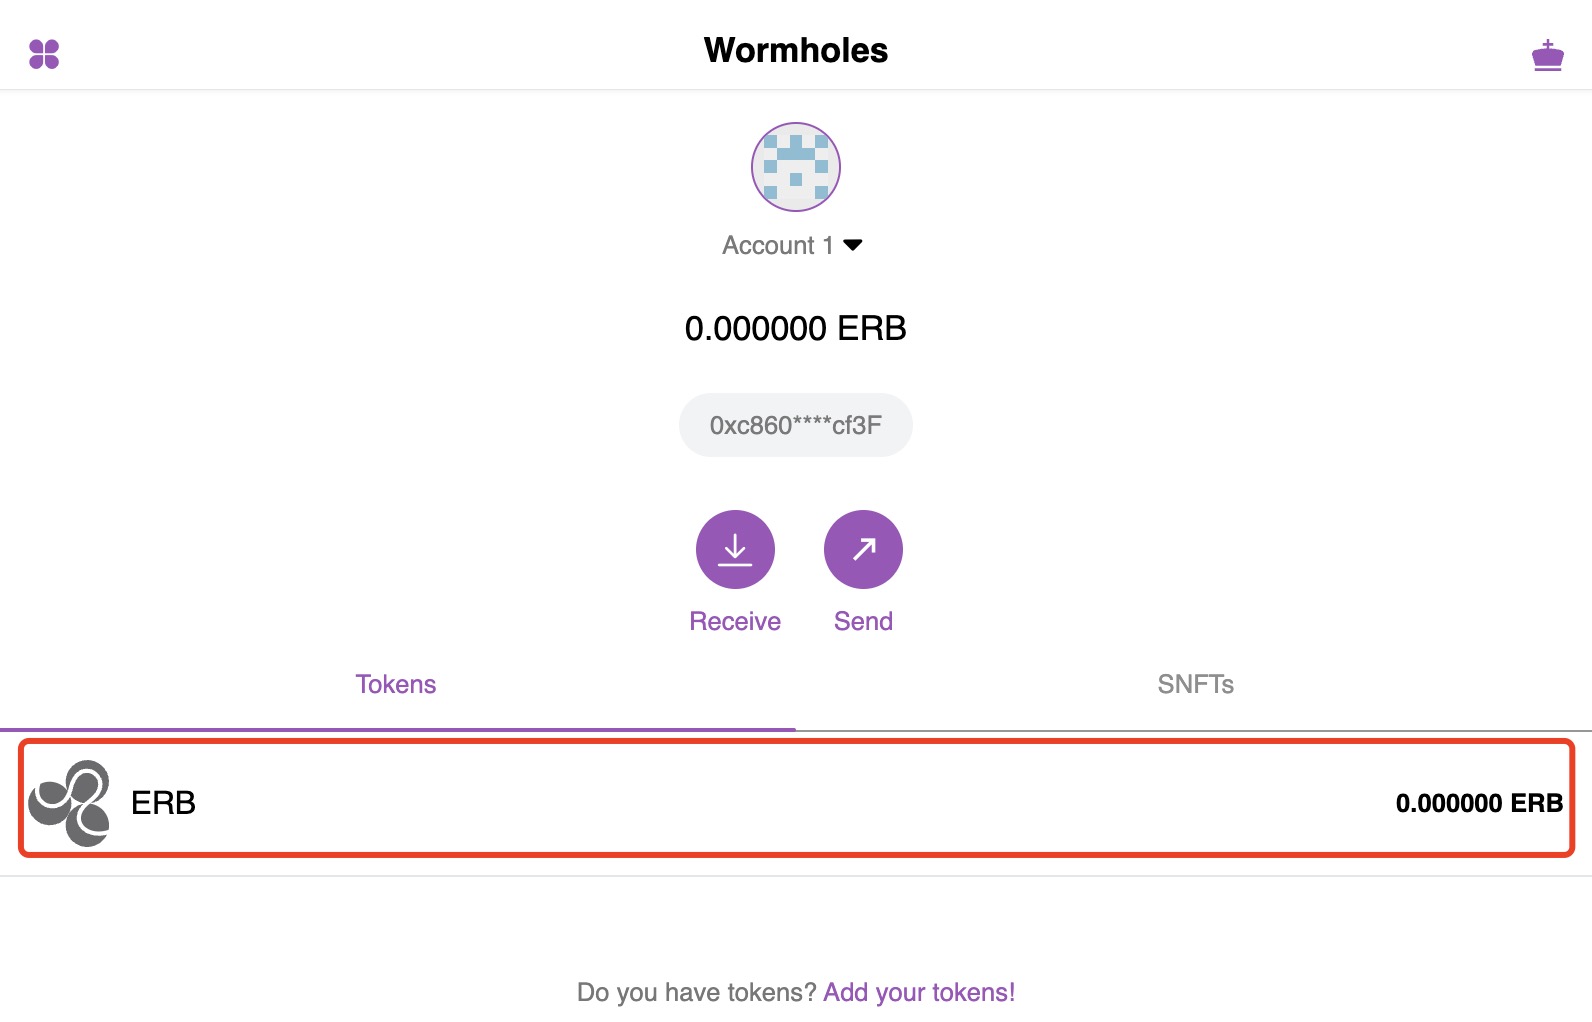 Wormholes
Account 1
0.000000 ERB
0xc860****cf3F
Receive Send
Tokens SNFTs
ERB 0.000000 ERB
Do you have tokens? Add your tokens!